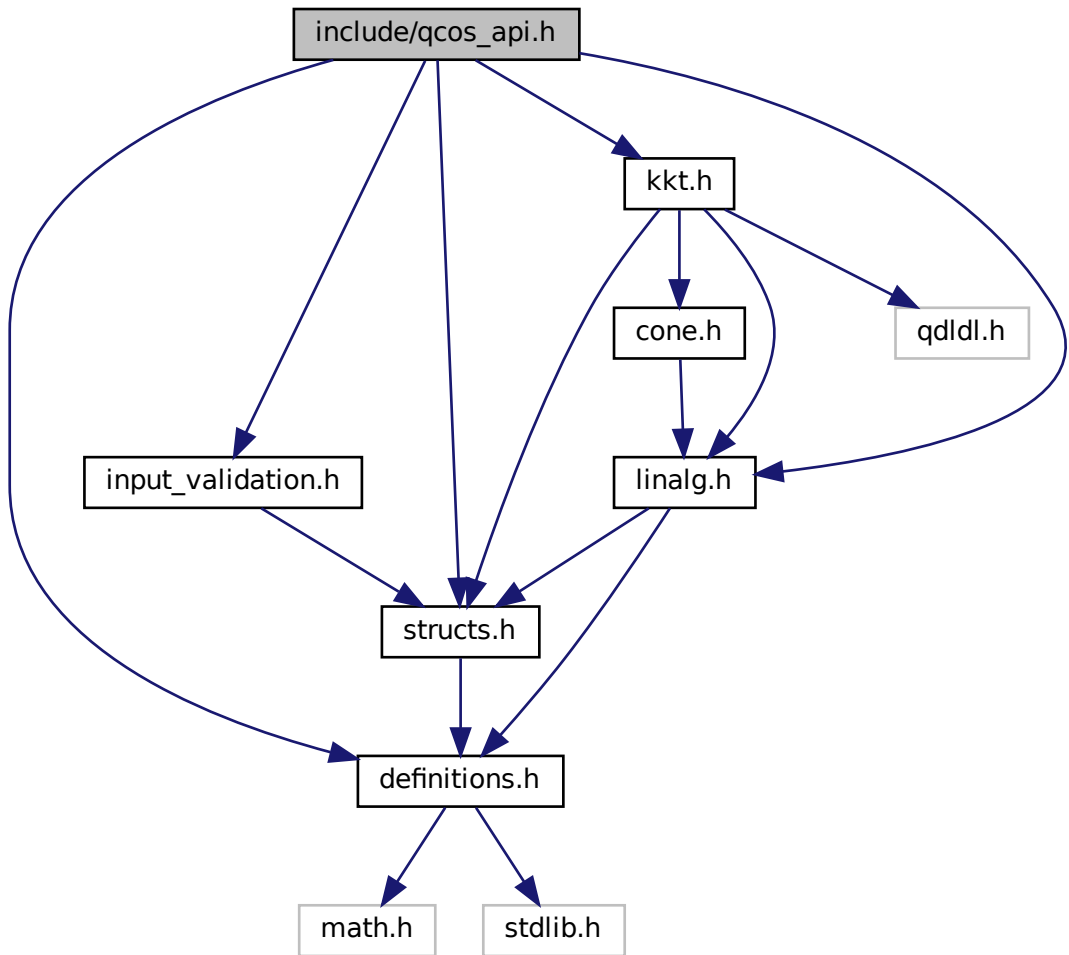 include/qcos_api.h
kkt.h
cone.h
qdldl.h
input_validation.h
linalg.h
structs.h
definitions.h
math.h
stdlib.h